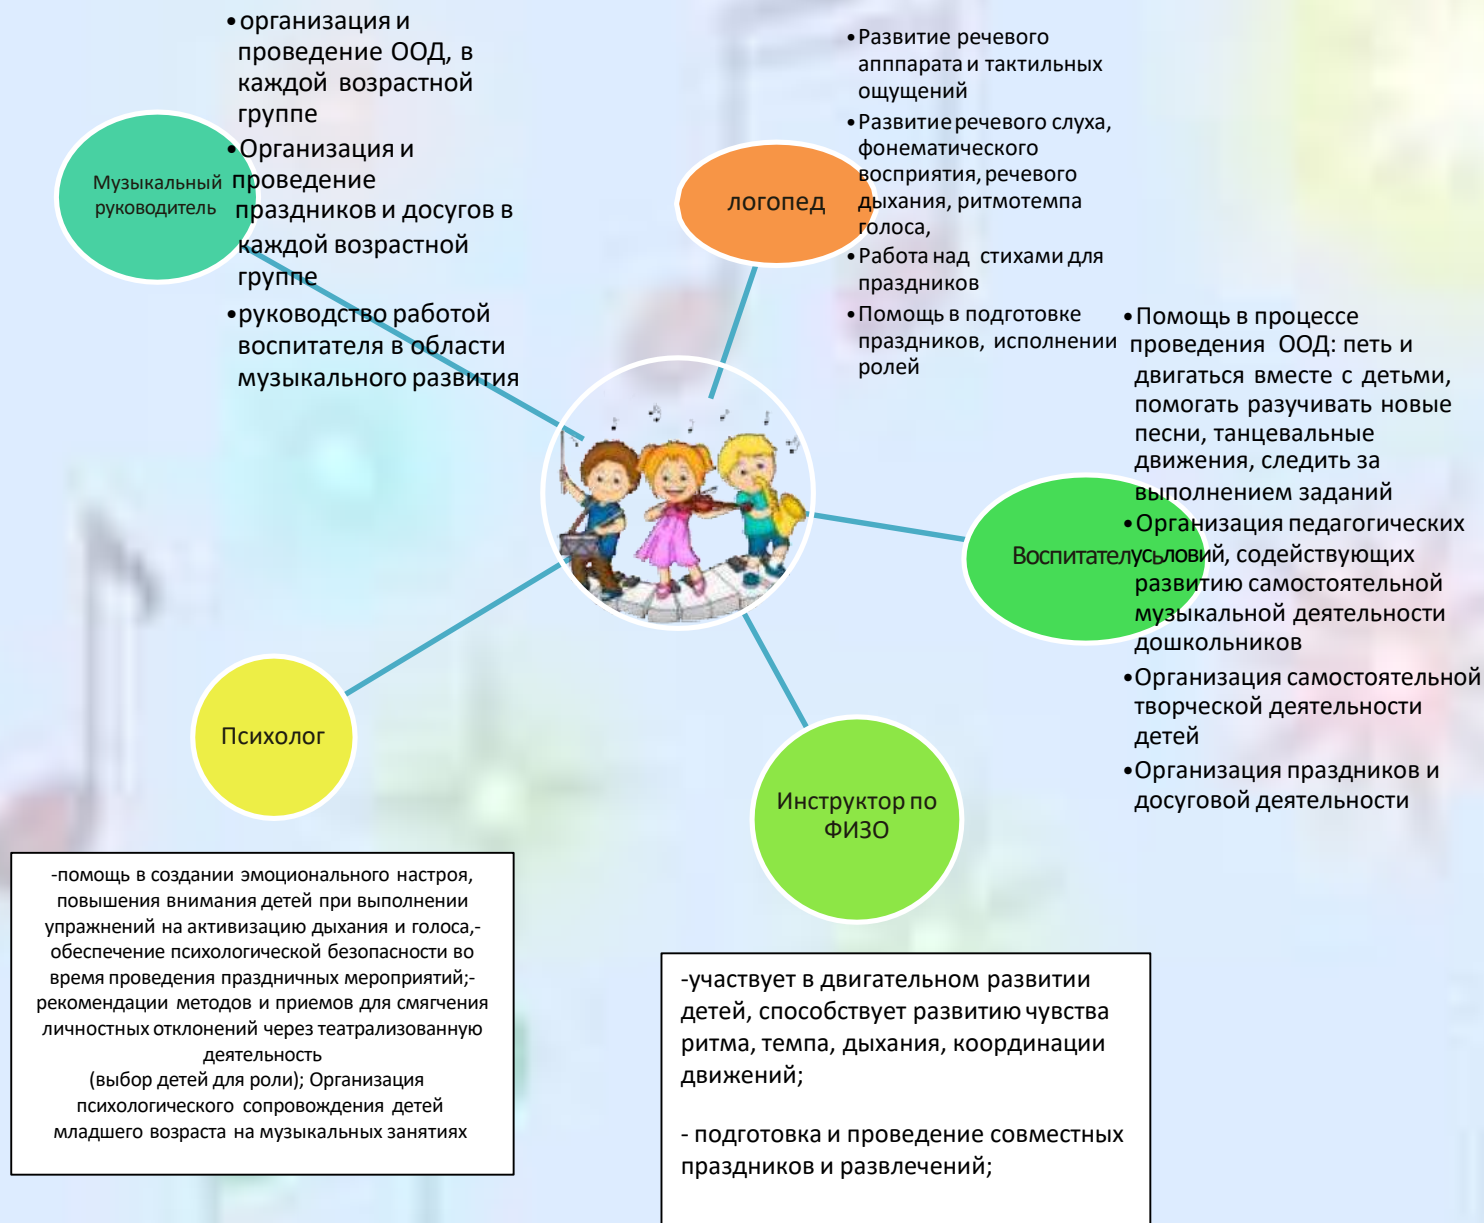 •организация и
проведение ООД, в
каждой возрастной
группе
•Организация и
проведение
праздников и досугов в
каждой возрастной
группе
•руководство работой
воспитателя в области
музыкального развития
Музыкальный
руководитель
•Развитие речевого
апппарата и тактильных
ощущений
•Развитие речевого слуха,
фонематического
восприятия, речевого
дыхания, ритмотемпа
голоса,
•Работа над стихами для
праздников
•Помощь в подготовке
праздников, исполнении
ролей
логопед
•Помощь в процессе
проведения ООД: петь и
двигаться вместе с детьми,
помогать разучивать новые
песни, танцевальные
движения, следить за
выполнением заданий
•Организация педагогических
условий, содействующих
развитию самостоятельной
музыкальной деятельности
дошкольников
•Организация самостоятельной
творческой деятельности
детей
•Организация праздников и
досуговой деятельности
Воспитатель
Психолог
Инструктор по
ФИЗО
-помощь в создании эмоционального настроя,
повышения внимания детей при выполнении
упражнений на активизацию дыхания и голоса,-
обеспечение психологической безопасности во
время проведения праздничных мероприятий;-
рекомендации методов и приемов для смягчения
личностных отклонений через театрализованную
деятельность
(выбор детей для роли); Организация
психологического сопровождения детей
младшего возраста на музыкальных занятиях
-участвует в двигательном развитии
детей, способствует развитию чувства
ритма, темпа, дыхания, координации
движений;
- подготовка и проведение совместных
праздников и развлечений;